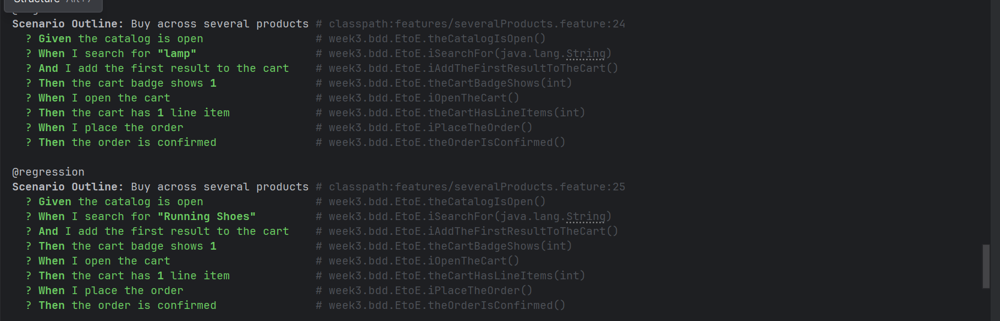 Structure Alt+7
Scenario Outline: Buy across several products # classpath:features/severalProducts.feature:24
? Given the catalog is open # week3.bdd.EtoE.theCatalogIsOpen()
? When I search for "lamp" # week3.bdd.EtoE.iSearchFor(java.lang.String)
? And I add the first result to the cart # week3.bdd.EtoE.iAddTheFirstResultToTheCart()
? Then the cart badge shows 1 # week3.bdd.EtoE.theCartBadgeShows(int)
? When I open the cart # week3.bdd.EtoE.iOpenTheCart()
? Then the cart has 1 line item # week3.bdd.EtoE.theCartHasLineItems(int)
? When I place the order # week3.bdd.EtoE.iPlaceTheOrder()
? Then the order is confirmed # week3.bdd.EtoE.theOrderIsConfirmed()
@regression
Scenario Outline: Buy across several products # classpath:features/severalProducts.feature:25
? Given the catalog is open # week3.bdd.EtoE.theCatalogIsOpen()
? When I search for "Running Shoes" # week3.bdd.EtoE.iSearchFor(java.lang.String)
? And I add the first result to the cart # week3.bdd.EtoE.iAddTheFirstResultToTheCart()
? Then the cart badge shows 1 # week3.bdd.EtoE.theCartBadgeShows(int)
? When I open the cart # week3.bdd.EtoE.iOpenTheCart()
? Then the cart has 1 line item # week3.bdd.EtoE.theCartHasLineItems(int)
? When I place the order # week3.bdd.EtoE.iPlaceTheOrder()
? Then the order is confirmed # week3.bdd.EtoE.theOrderIsConfirmed()